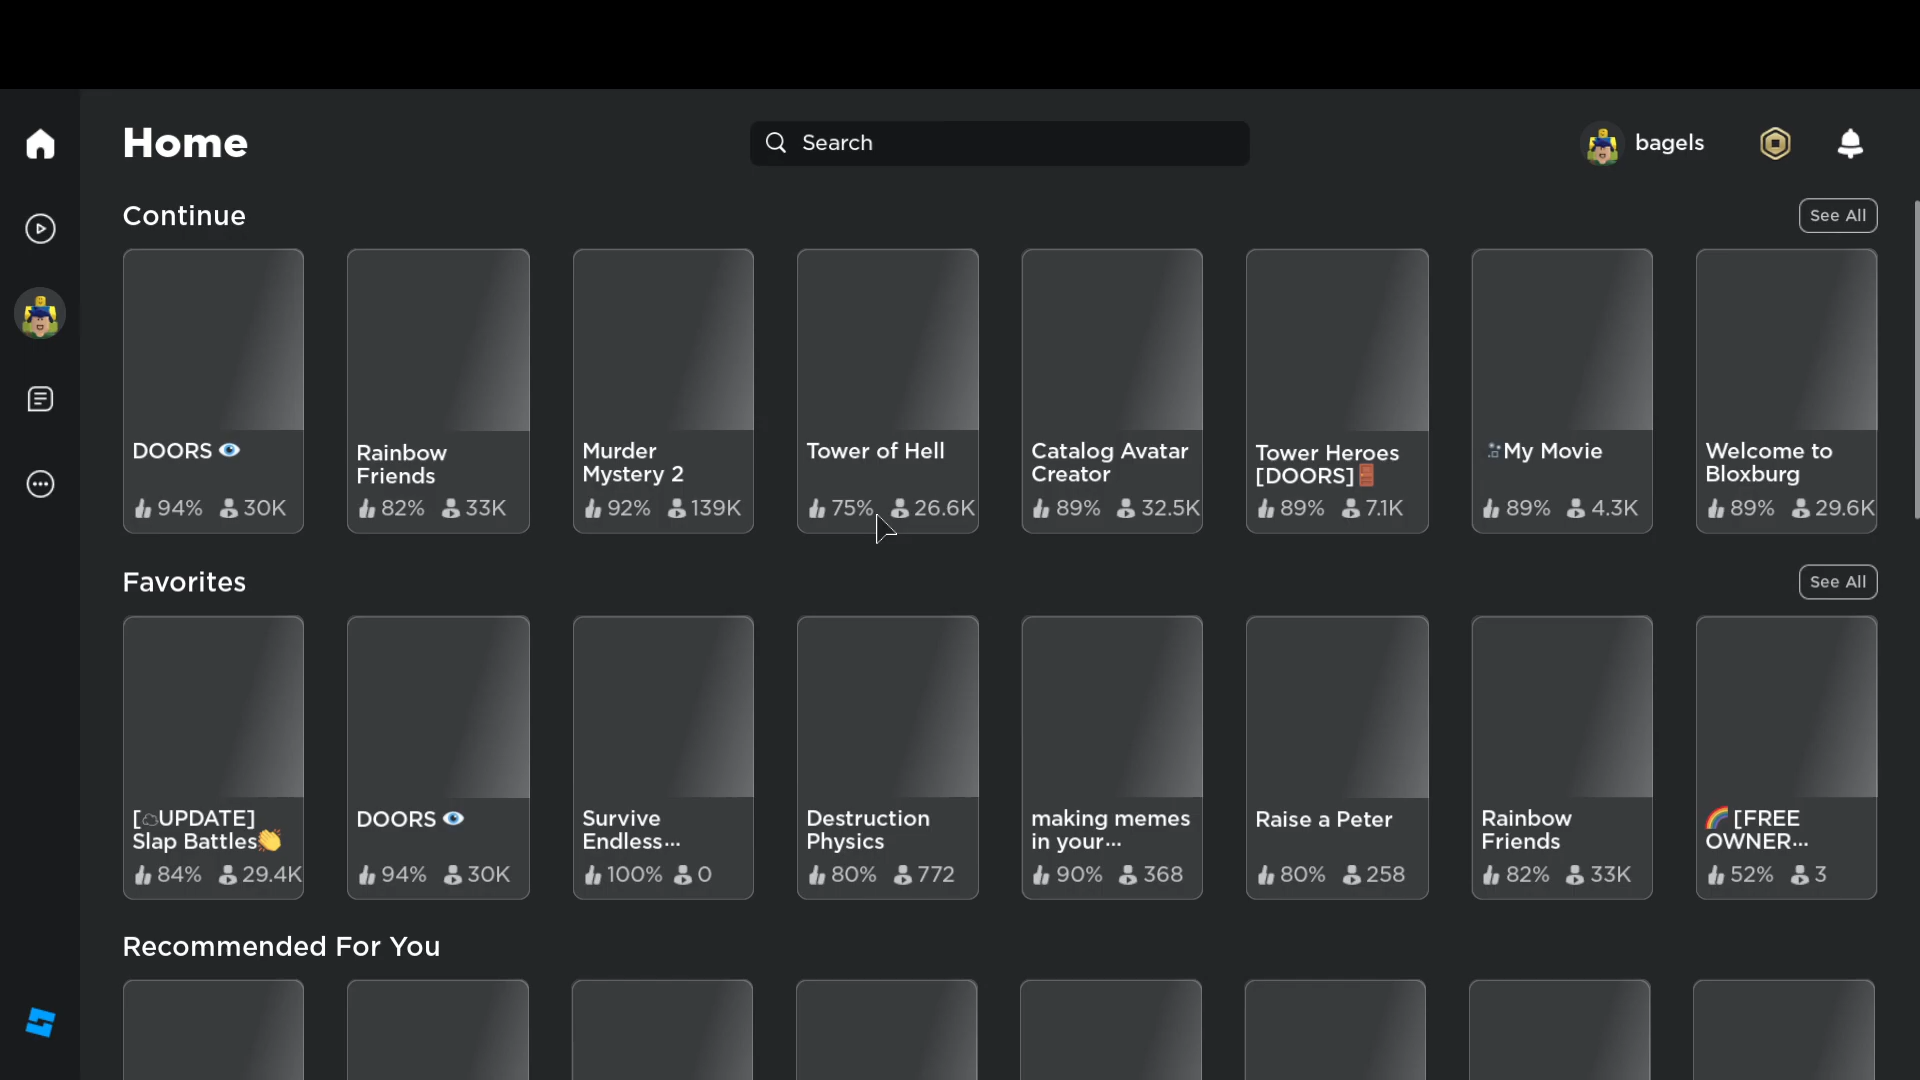 Home
Search
bagels
Continue
See All
DOORS 👁
94% 30K
Rainbow
Friends
82% 33K
Murder
Mystery 2
92% 139K
Tower of Hell
75% 26.6K
Catalog Avatar
Creator
89% 32.5K
Tower Heroes
[DOORS]🚪
89% 7.1K
My Movie
89% 4.3K
Welcome to
Bloxburg
89% 29.6K
Favorites
See All
[☁UPDATE]
Slap Battles👏
84% 29.4K
DOORS 👁
94% 30K
Survive
Endless...
100% 0
Destruction
Physics
80% 772
making memes
in your...
90% 368
Raise a Peter
80% 258
Rainbow
Friends
82% 33K
🌈[FREE
OWNER...
52% 3
Recommended For You